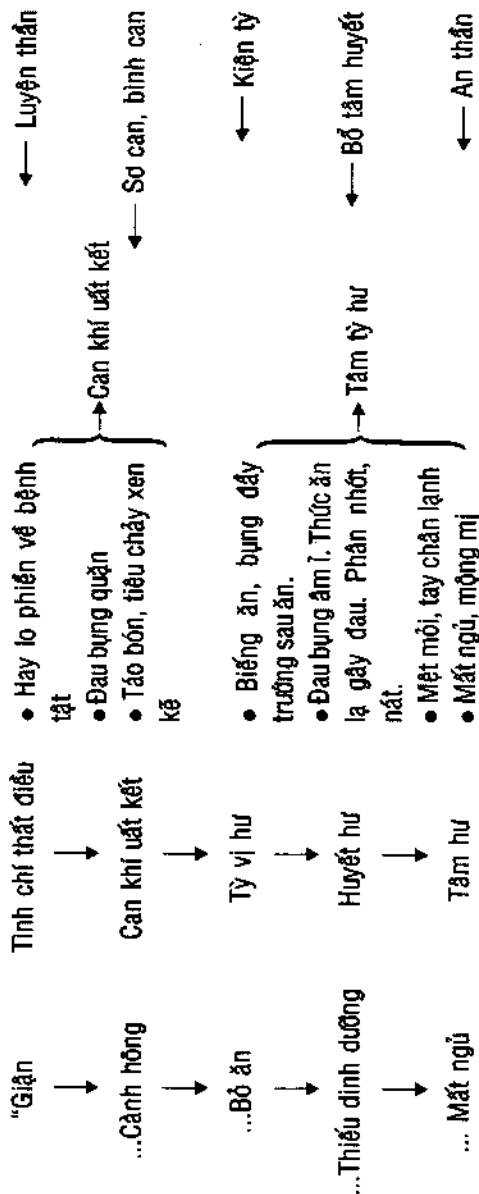 "Giận
...Cành hông
...Bỏ ăn
...Thiếu dinh dưỡng
... Mất ngủ
Tình chí thất điều
Can khí uất kết
Tỳ vị hư
Huyết hư
Tâm hư
• Hay lo phiền về bệnh
tật
• Đau bụng quặn
• Táo bón, tiêu chảy xen
kẽ
• Biếng ăn, bụng đầy
trướng sau ăn.
• Đau bụng âm ỉ. Thức ăn
lạ gây đau. Phân nhớt,
nát.
• Mệt mỏi, tay chân lạnh
• Mất ngủ, mộng mị
Can khí uất kết
Tâm tỳ hư
Luyện thần
Sơ can, bình can
Kiện tỳ
Bổ tâm huyết
An thần